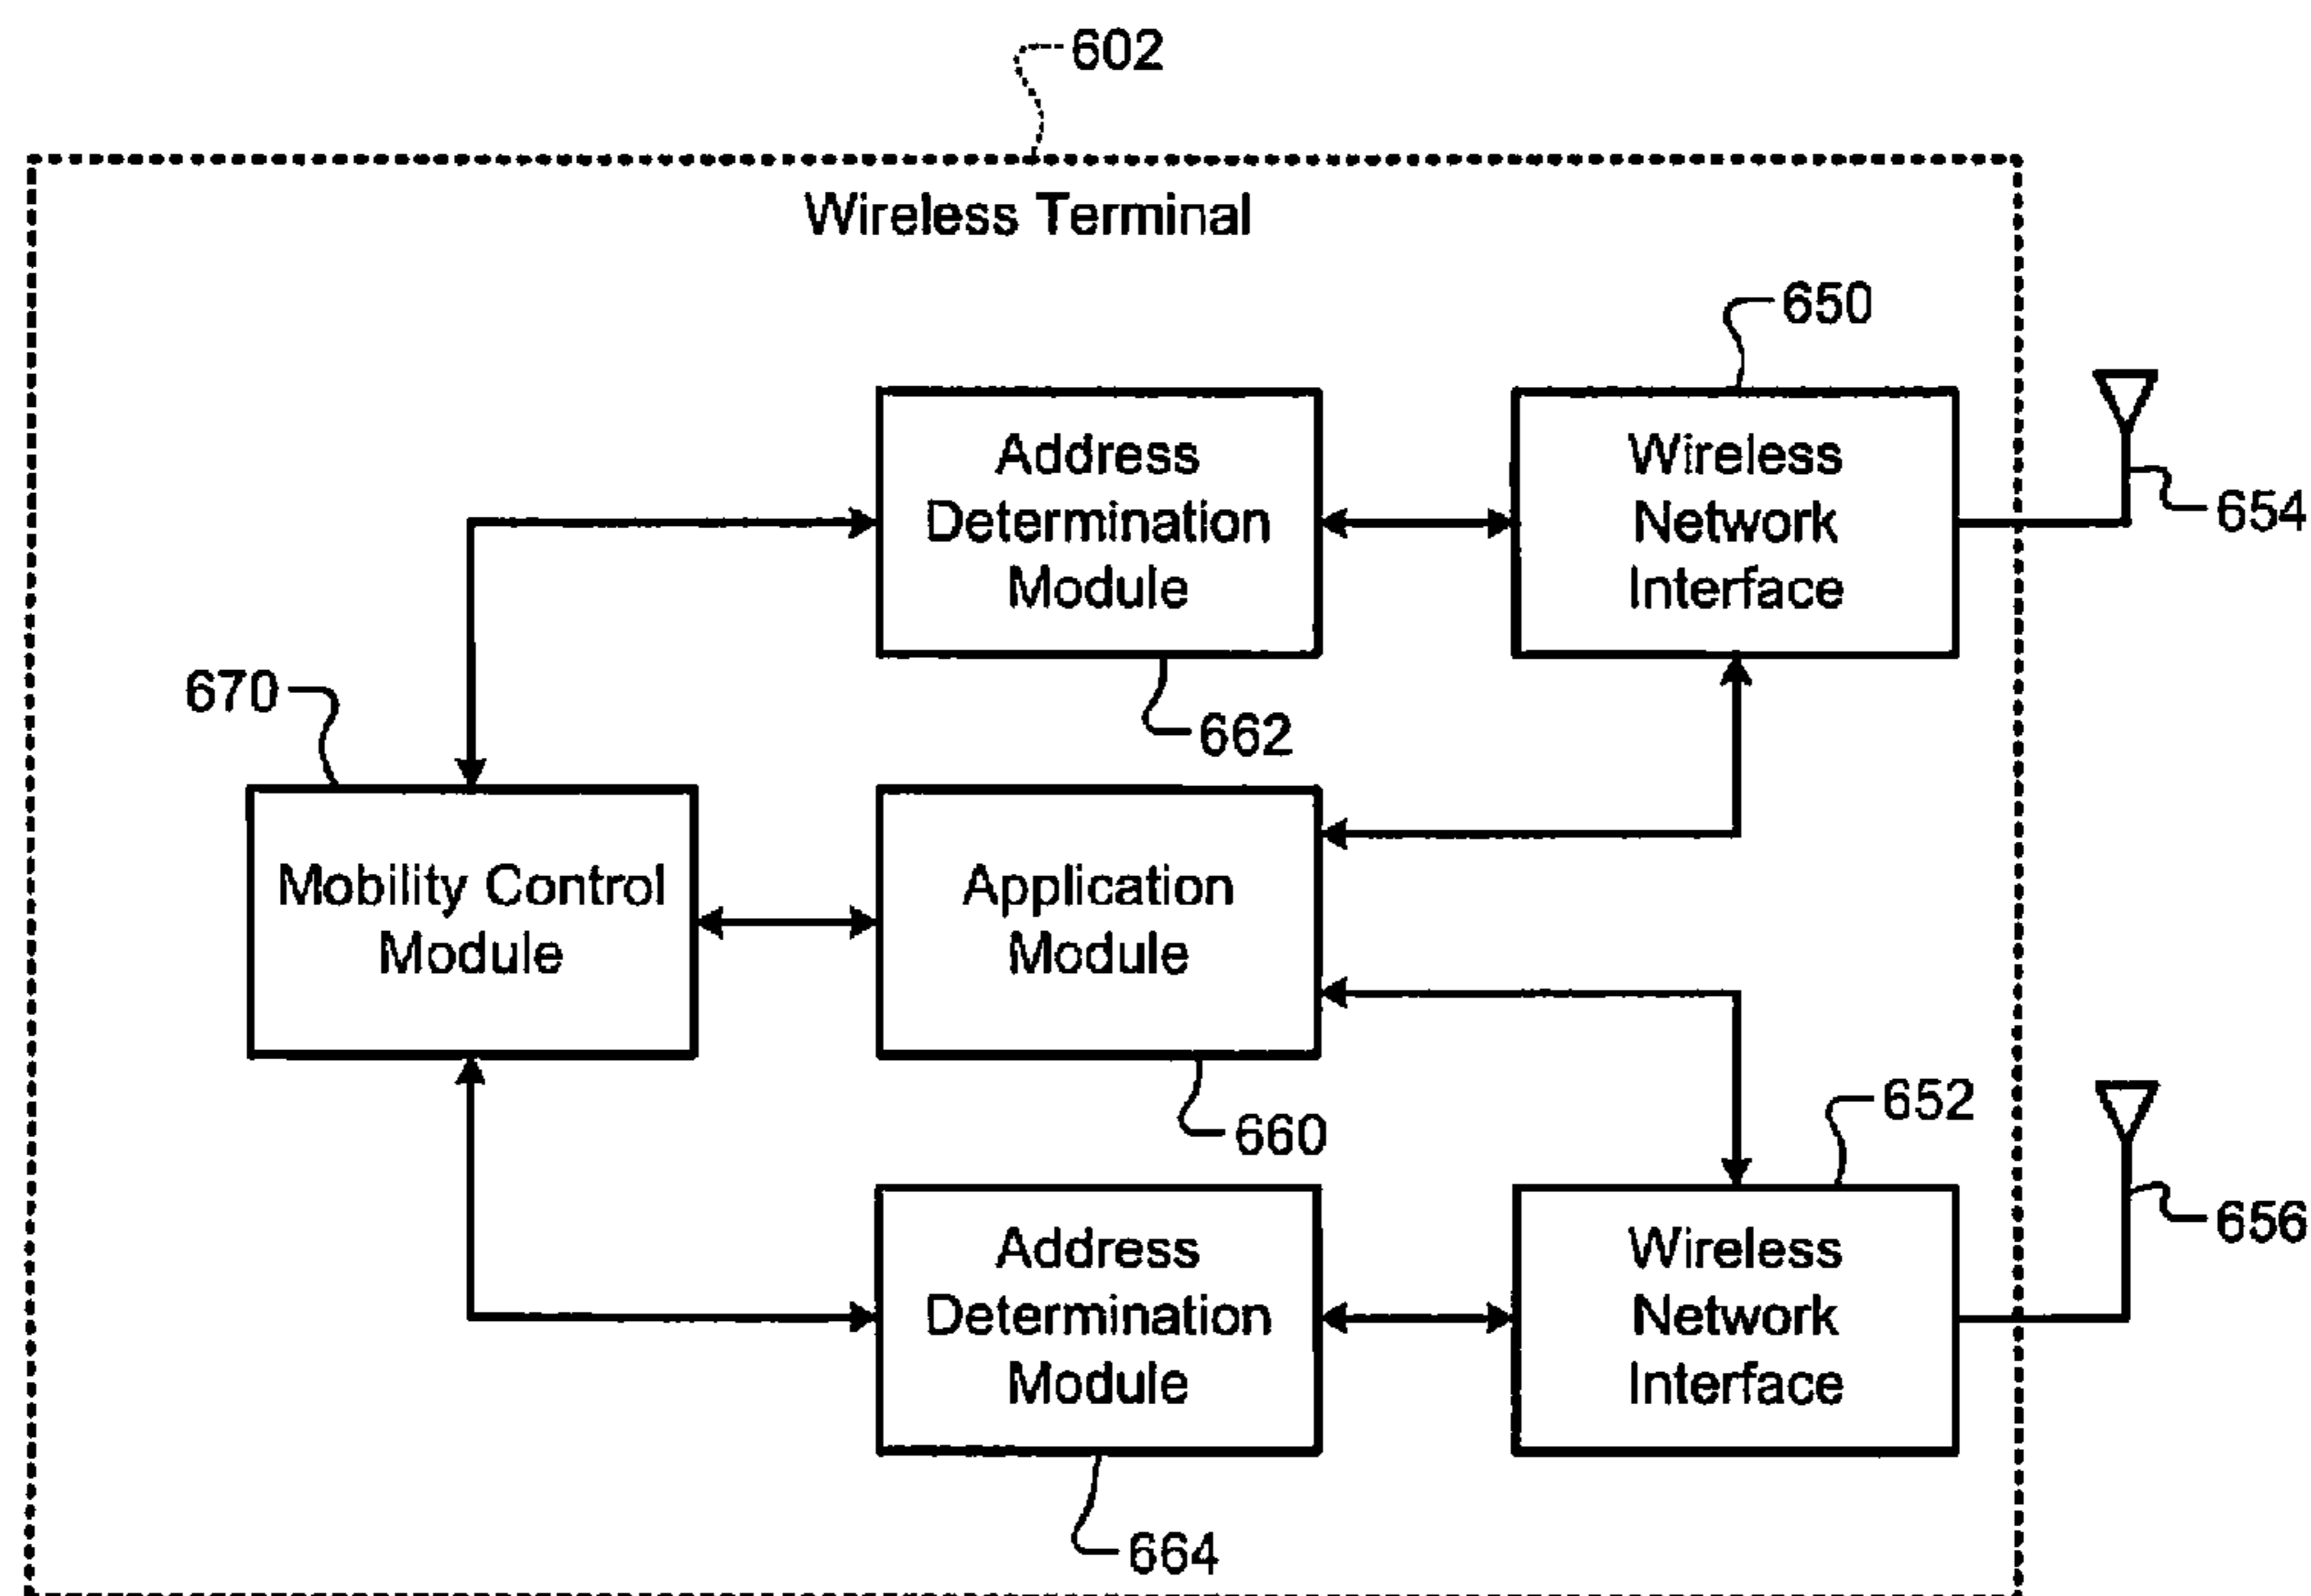 602
Wireless Terminal
650
Address
Determination
Module
Wireless
Network
Interface
654
662
670
Mobility Control
Module
Application
Module
660
652
Address
Determination
Module
Wireless
Network
Interface
656
664